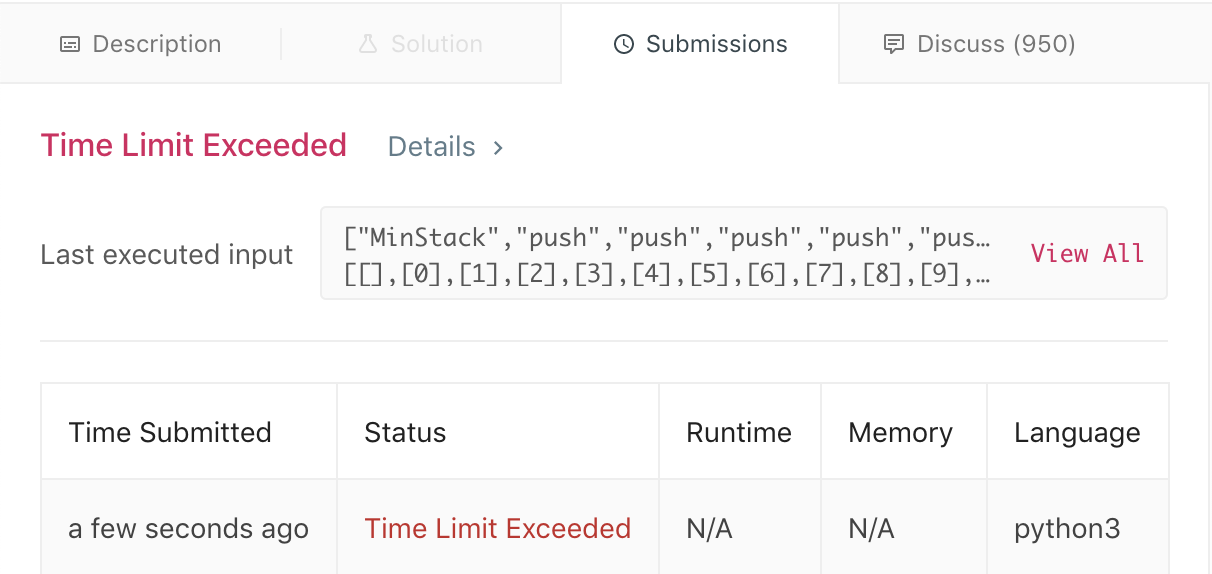 Description Solution Submissions Discuss (950)
Time Limit Exceeded Details >
Last executed input
["MinStack","push","push","push","push","pus…
[[],[0],[1],[2],[3],[4],[5],[6],[7],[8],[9],…
View All
Time Submitted Status Runtime Memory Language
a few seconds ago Time Limit Exceeded N/A N/A python3